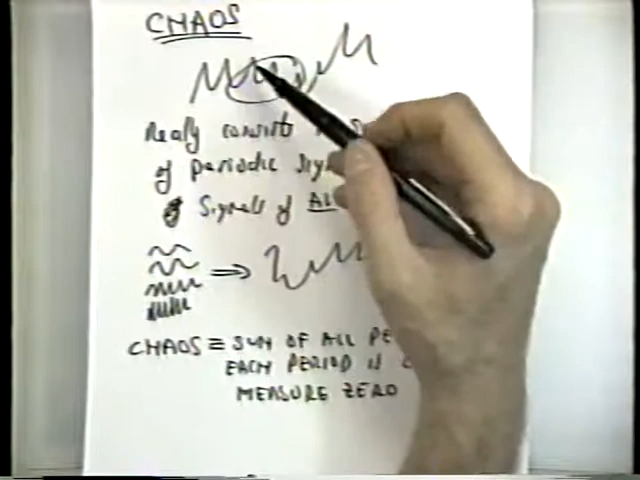 CHAOS
Really consists
of periodic
Signals of
CHAOS ≡ SUM OF ALL PE
EACH PERIOD IS
MEASURE ZERO